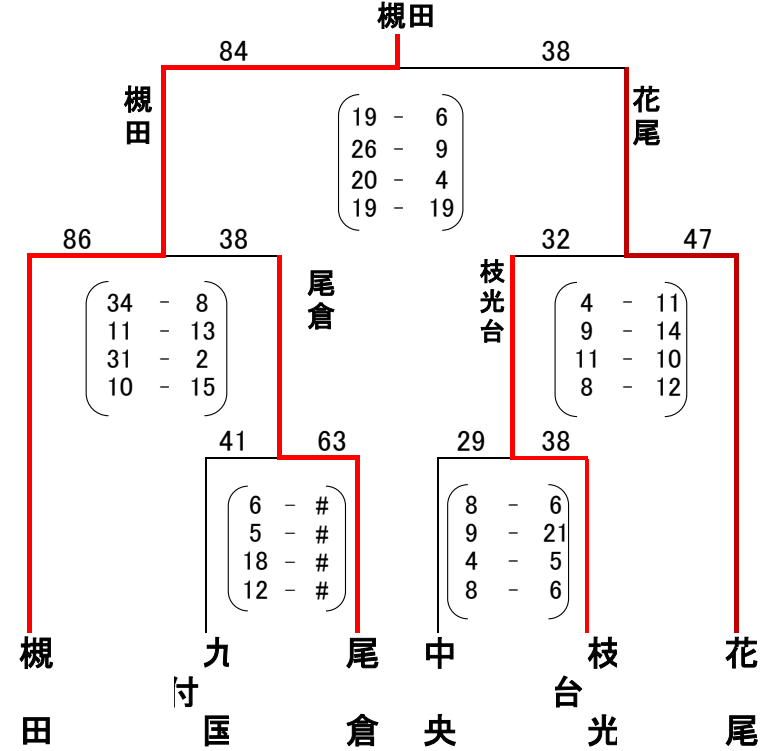 槻田
84 38
槻田
花尾
19 - 6
26 - 9
20 - 4
19 - 19
86 38
32 47
尾倉
枝光台
34 - 8
11 - 13
31 - 2
10 - 15
4 - 11
9 - 14
11 - 10
8 - 12
41 63
29 38
6 - #
5 - #
18 - #
12 - #
8 - 6
9 - 21
4 - 5
8 - 6
槻田
九国付
尾倉
中央
枝光台
花尾